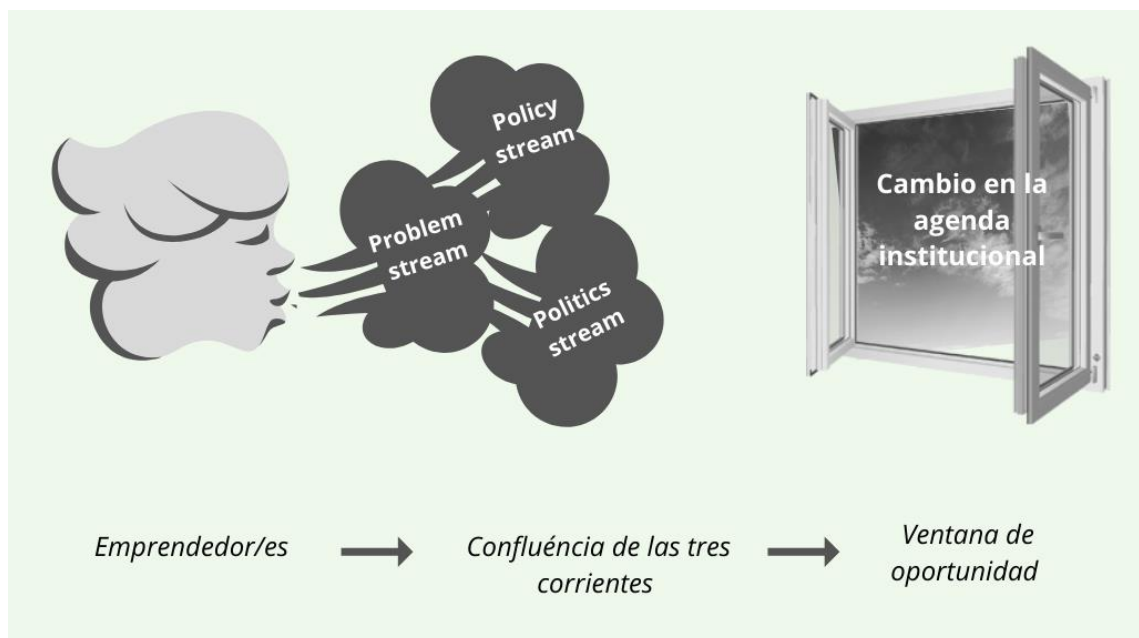 Policy
stream
Problem
stream
Politics
stream
Cambio en la
agenda
institucional
Emprendedor/es
Confluéncia de las tres
corrientes
Ventana de
oportunidad